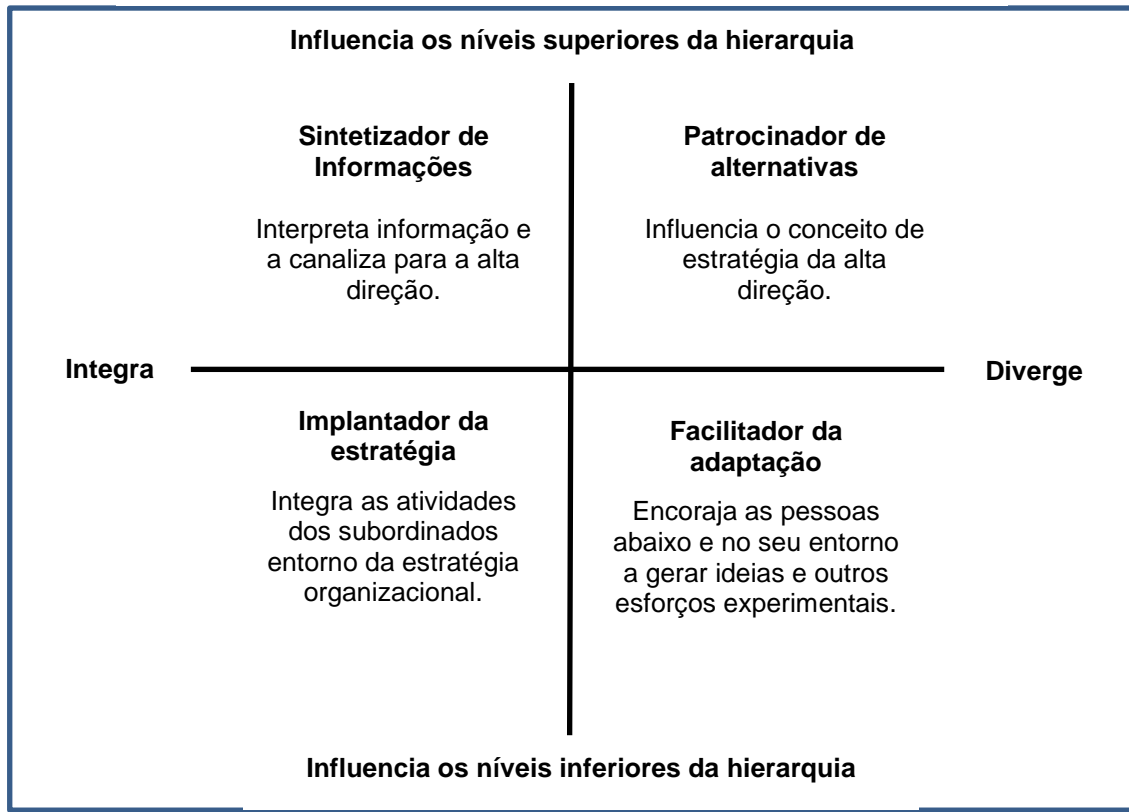 Influencia os níveis superiores da hierarquia
Sintetizador de
Informações
Interpreta informação e
a canaliza para a alta
direção.
Patrocinador de
alternativas
Influencia o conceito de
estratégia da alta
direção.
Integra
Diverge
Implantador da
estratégia
Integra as atividades
dos subordinados
entorno da estratégia
organizacional.
Facilitador da
adaptação
Encoraja as pessoas
abaixo e no seu entorno
a gerar ideias e outros
esforços experimentais.
Influencia os níveis inferiores da hierarquia